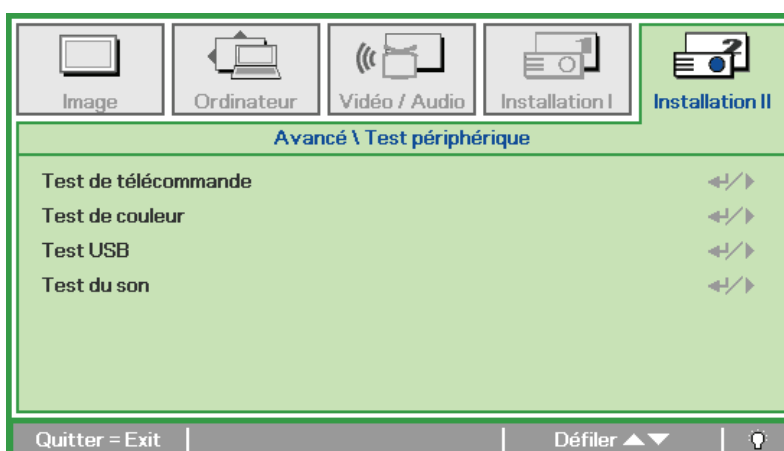 Image
Ordinateur
Vidéo / Audio
Installation I
Installation II
Avancé \ Test périphérique
Test de télécommande
Test de couleur
Test USB
Test du son
Quitter = Exit
Défiler ▲▼